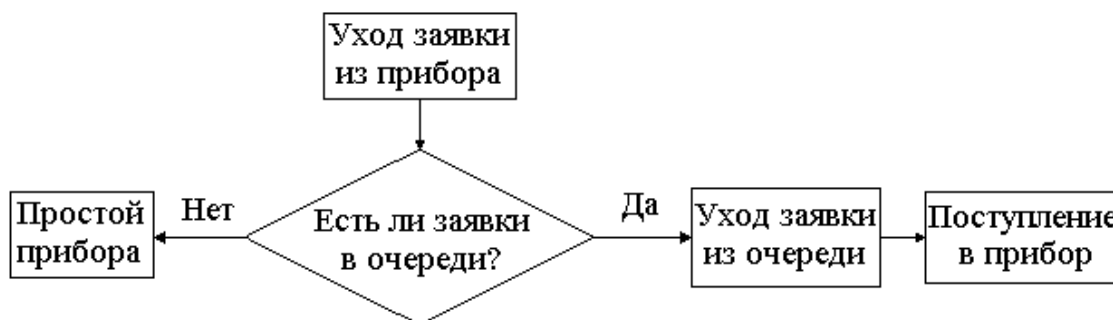 Уход заявки
из прибора
Есть ли заявки
в очереди?
Нет
Простой
прибора
Да
Уход заявки
из очереди
Поступление
в прибор